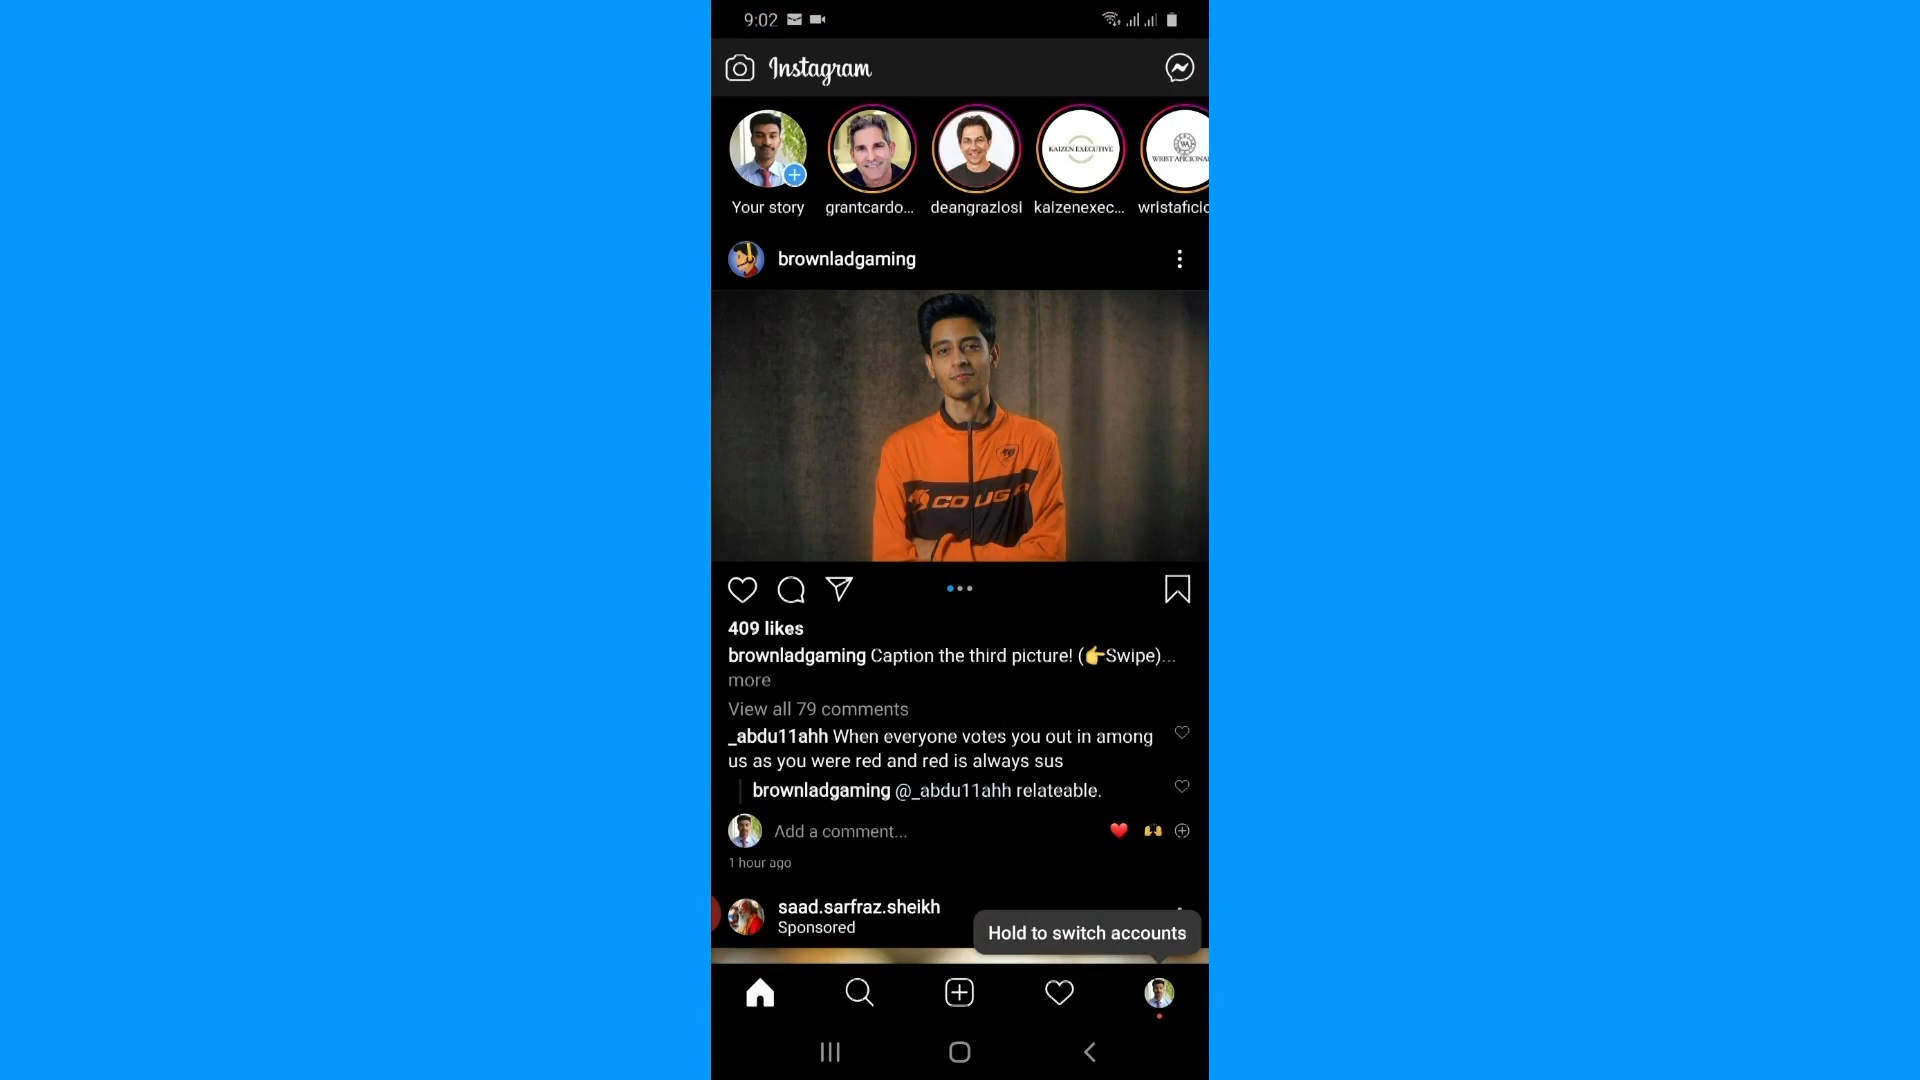 9:02
Instagram
KAIZEN EXECUTIVE
WA
Your story grantcardo... deangraziosi kaizenexec...
brownladgaming
COUGA
409 likes
brownladgaming Caption the third picture! (👉Swipe)...
more
View all 79 comments
_abdu11ahh When everyone votes you out in among
us as you were red and red is always sus
brownladgaming @_abdu11ahh relateable.
Add a comment...
1 hour ago
saad.sarfraz.sheikh
Sponsored
Hold to switch accounts